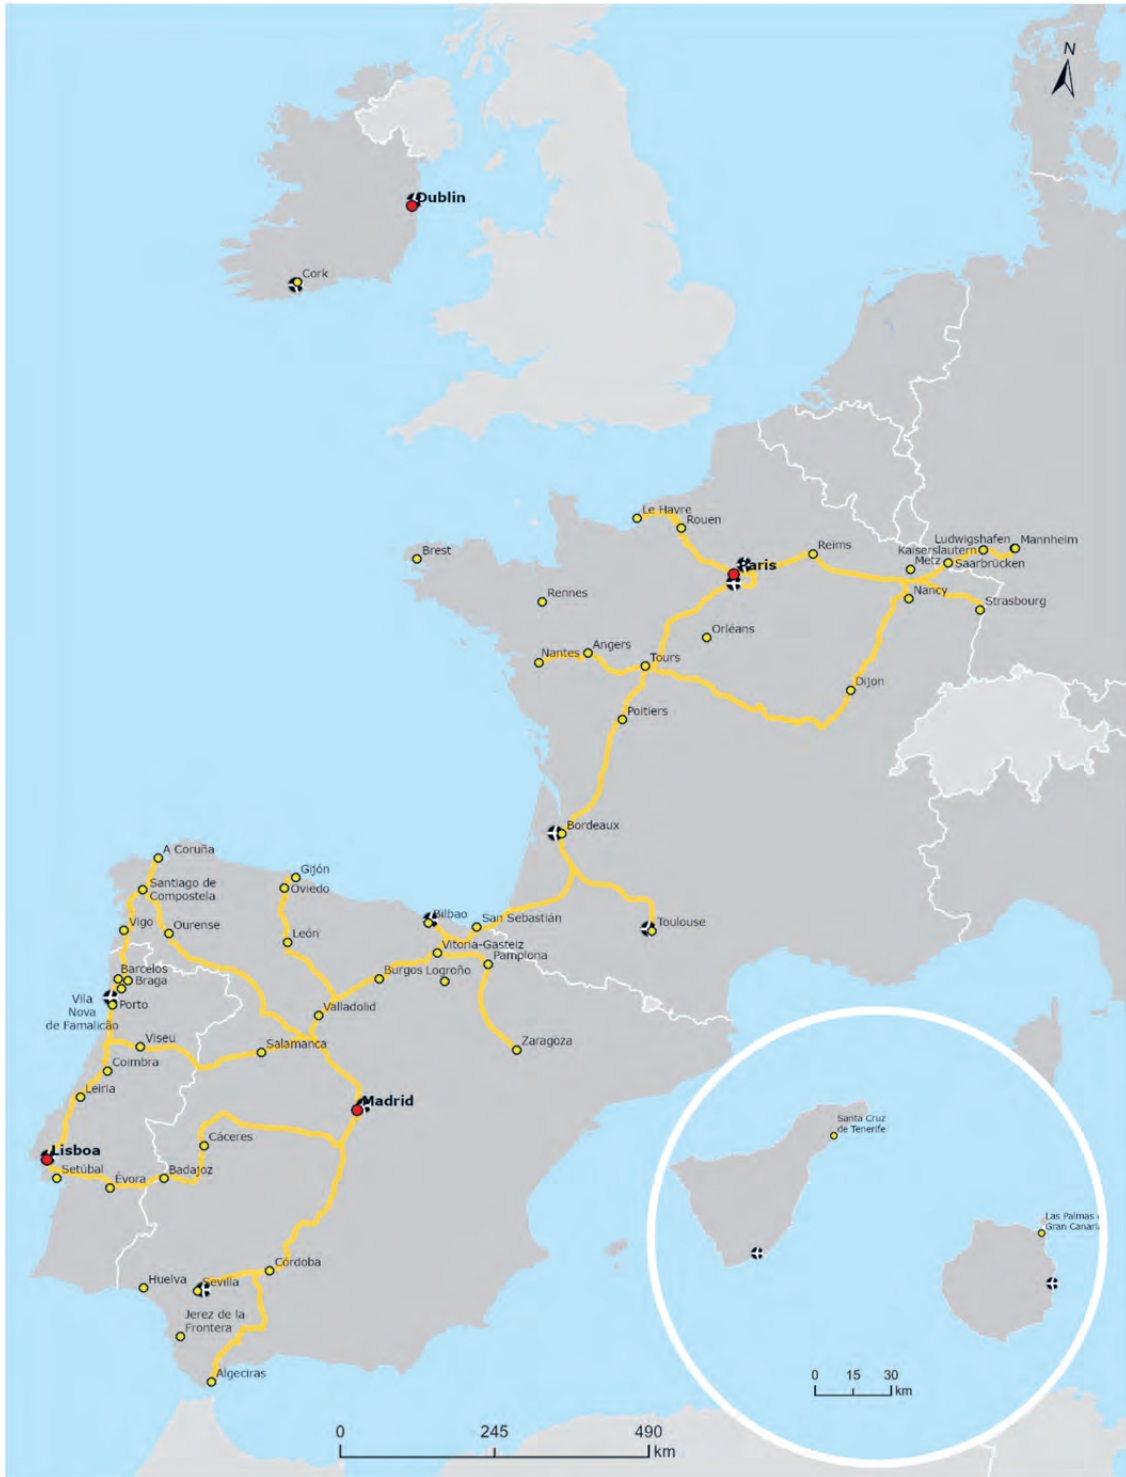 N
Dublin
Cork
Le Havre
Rouen
Brest
Paris
Reims
Ludwigshafen
Mannheim
Kaiserslautern
Metz
Saarbrücken
Rennes
Nancy
Strasbourg
Orléans
Angers
Nantes
Tours
Dijon
Poitiers
Bordeaux
A Coruña
Gijón
Santiago de
Compostela
Oviedo
Vigo
Ourense
León
Bilbao
San Sebastián
Toulouse
Vitoria-Gasteiz
Pamplona
Barcelos
Braga
Burgos
Logroño
Vila
Nova
de Famalicão
Porto
Valladolid
Viseu
Salamanca
Zaragoza
Coimbra
Leiria
Madrid
Cáceres
Lisboa
Setúbal
Évora
Badajoz
Córdoba
Huelva
Sevilla
Jerez de la
Frontera
Algeciras
Santa Cruz
de Tenerife
Las Palmas
Gran Canari
0 15 30
km
0 245 490
km